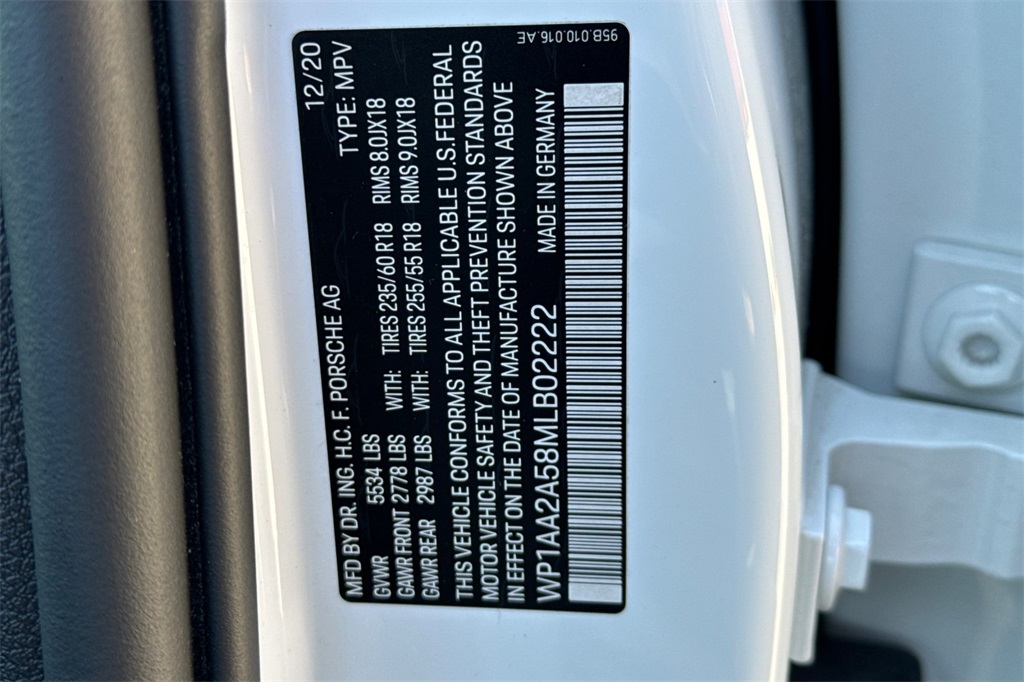 12/20
MFD BY DR. ING. H.C. F. PORSCHE AG TYPE: MPV
GVWR 5534 LBS
GAWR FRONT 2778 LBS WITH: TIRES 235/60 R18 RIMS 8.0JX18
GAWR REAR 2987 LBS WITH: TIRES 255/55 R18 RIMS 9.0JX18
THIS VEHICLE CONFORMS TO ALL APPLICABLE U.S.FEDERAL
MOTOR VEHICLE SAFETY AND THEFT PREVENTION STANDARDS
IN EFFECT ON THE DATE OF MANUFACTURE SHOWN ABOVE
WP1AA2A58MLB02222 MADE IN GERMANY
95B.010.016.AE